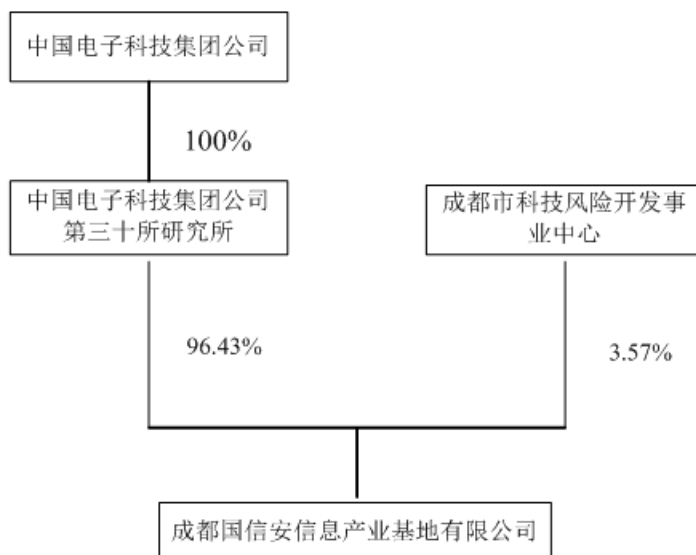 中国电子科技集团公司
100%
中国电子科技集团公司
第三十所研究所
成都市科技风险开发事
业中心
96.43%
3.57%
成都国信安信息产业基地有限公司